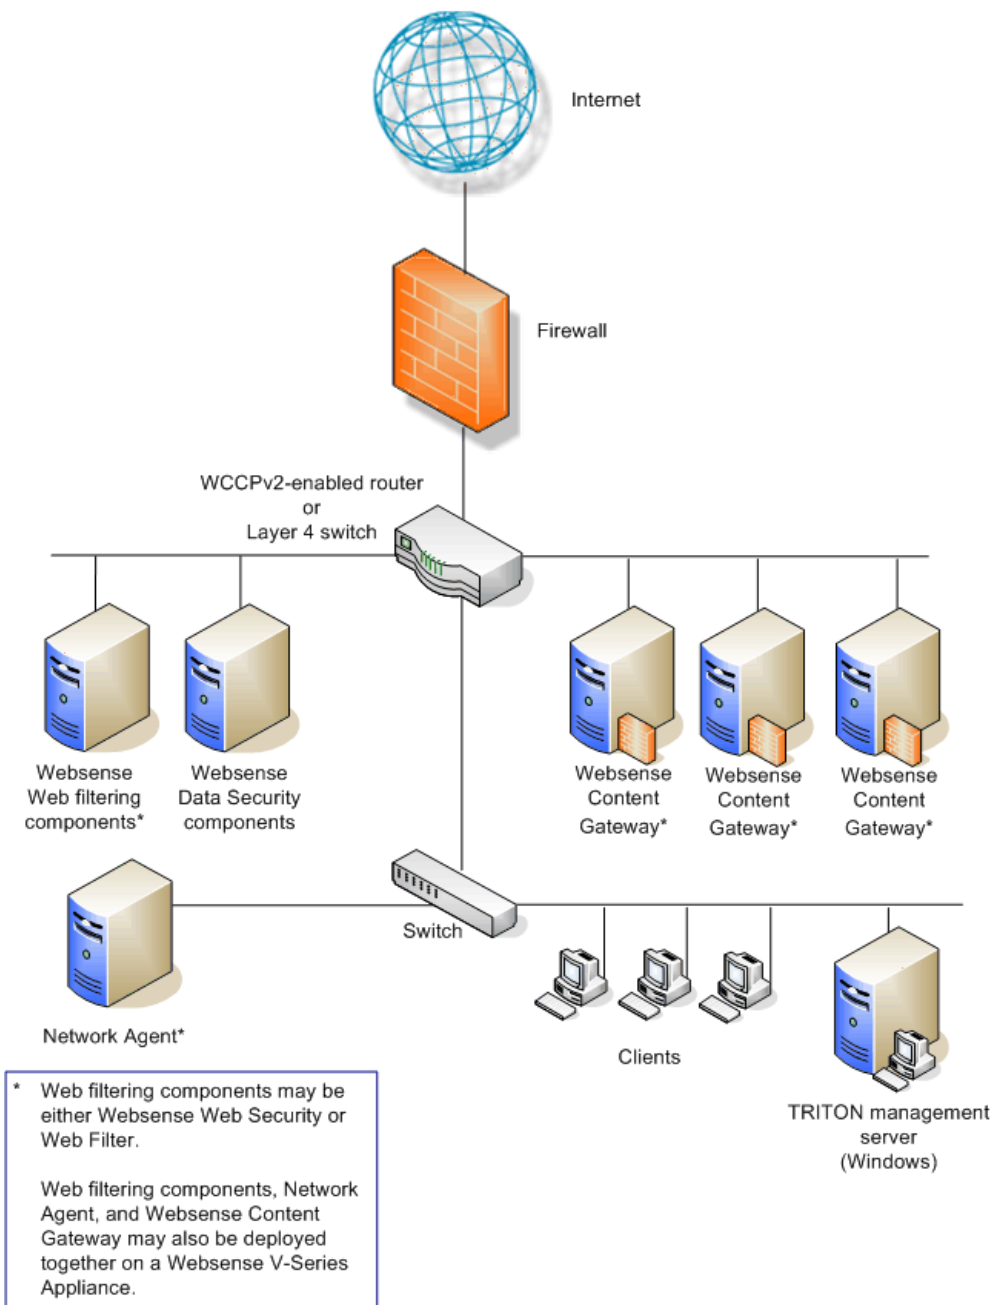 Internet
Firewall
WCCPv2-enabled router
or
Layer 4 switch
Websense
Web filtering
components*
Websense
Data Security
components
Websense
Content
Gateway*
Websense
Content
Gateway*
Websense
Content
Gateway*
Switch
Network Agent*
Clients
TRITON management
server
(Windows)
* Web filtering components may be
either Websense Web Security or
Web Filter.
Web filtering components, Network
Agent, and Websense Content
Gateway may also be deployed
together on a Websense V-Series
Appliance.